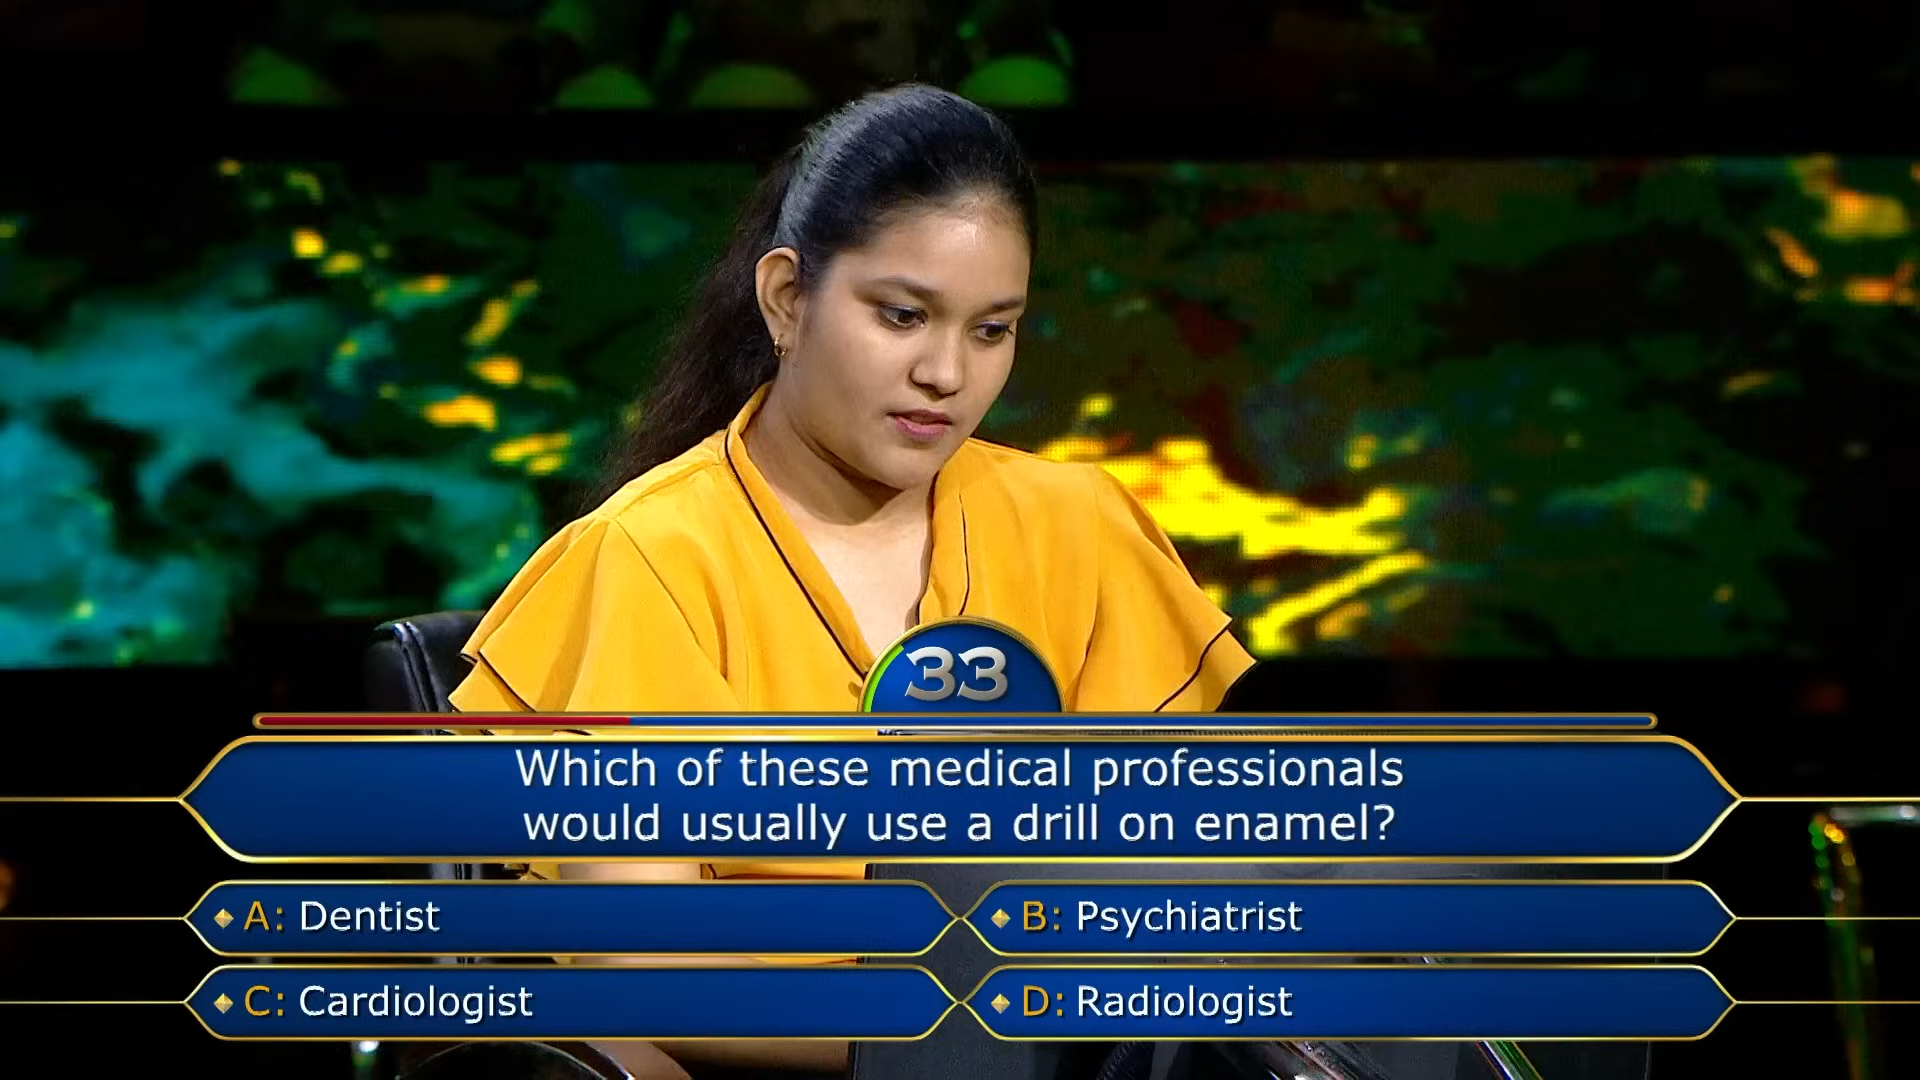 33
Which of these medical professionals
would usually use a drill on enamel?
A: Dentist
B: Psychiatrist
C: Cardiologist
D: Radiologist